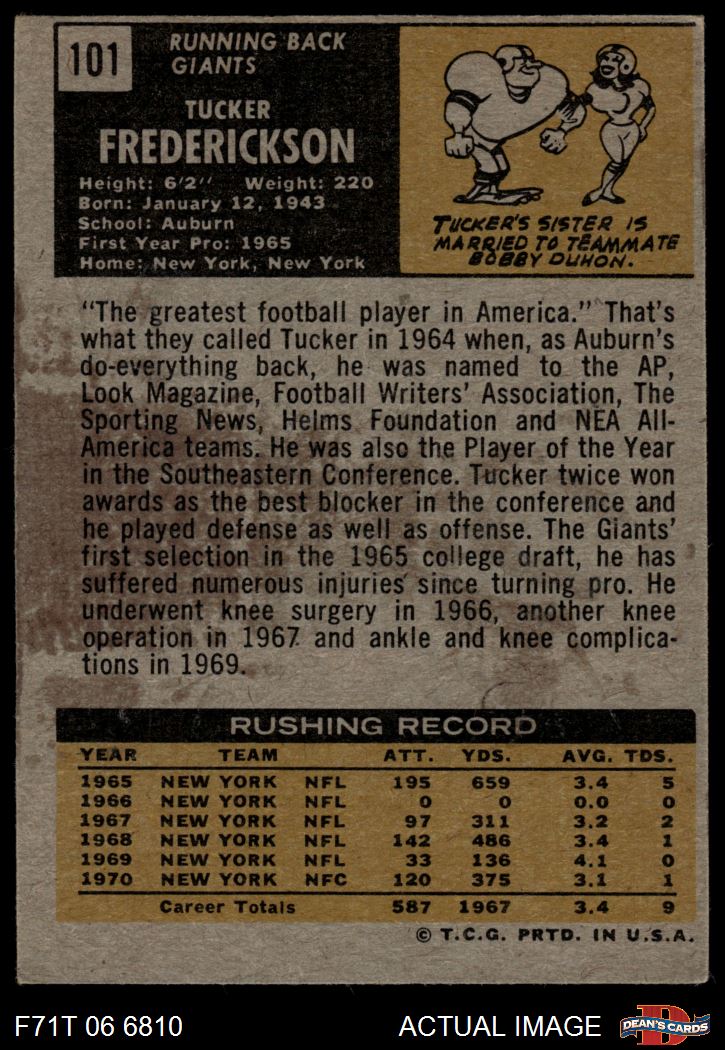 101
RUNNING BACK
GIANTS
TUCKER
FREDERICKSON
Height: 6'2" Weight: 220
Born: January 12, 1943
School: Auburn
First Year Pro: 1965
Home: New York, New York
TUCKER'S SISTER IS
MARRIED TO TEAMMATE
BOBBY DUHON.
"The greatest football player in America." That's
what they called Tucker in 1964 when, as Auburn's
do-everything back, he was named to the AP,
Look Magazine, Football Writers' Association, The
Sporting News, Helms Foundation and NEA All-
America teams. He was also the Player of the Year
in the Southeastern Conference. Tucker twice won
awards as the best blocker in the conference and
he played defense as well as offense. The Giants'
first selection in the 1965 college draft, he has
suffered numerous injuries since turning pro. He
underwent knee surgery in 1966, another knee
operation in 1967 and ankle and knee complica-
tions in 1969.
RUSHING RECORD
YEAR TEAM ATT. YDS. AVG. TDS.
1965 NEW YORK NFL 195 659 3.4 5
1966 NEW YORK NFL 0 0 0.0 0
1967 NEW YORK NFL 97 311 3.2 2
1968 NEW YORK NFL 142 486 3.4 1
1969 NEW YORK NFL 33 136 4.1 0
1970 NEW YORK NFC 120 375 3.1 1
Career Totals 587 1967 3.4 9
© T.C.G. PRTD. IN U.S.A.
F71T 06 6810 ACTUAL IMAGE
D
DEAN'S CARDS